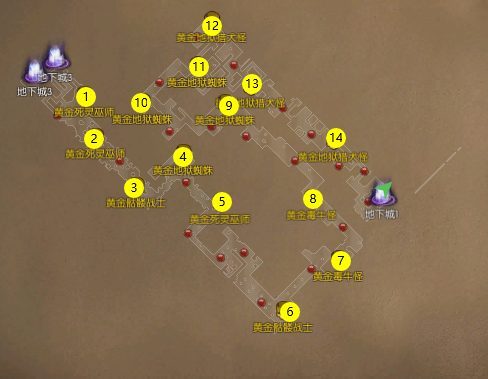 12
黄金地狱猎犬怪
地下城3
地下城3
11
黄金地狱蜘蛛
13
地狱猎犬怪
1
黄金死灵巫师
10
黄金地狱蜘蛛
9
黄金地狱蜘蛛
2
黄金死灵巫师
14
黄金地狱猎犬怪
4
黄金地狱蜘蛛
3
黄金骷髅战士
5
黄金死灵巫师
8
黄金毒牛怪
地下城1
7
黄金毒牛怪
6
黄金骷髅战士